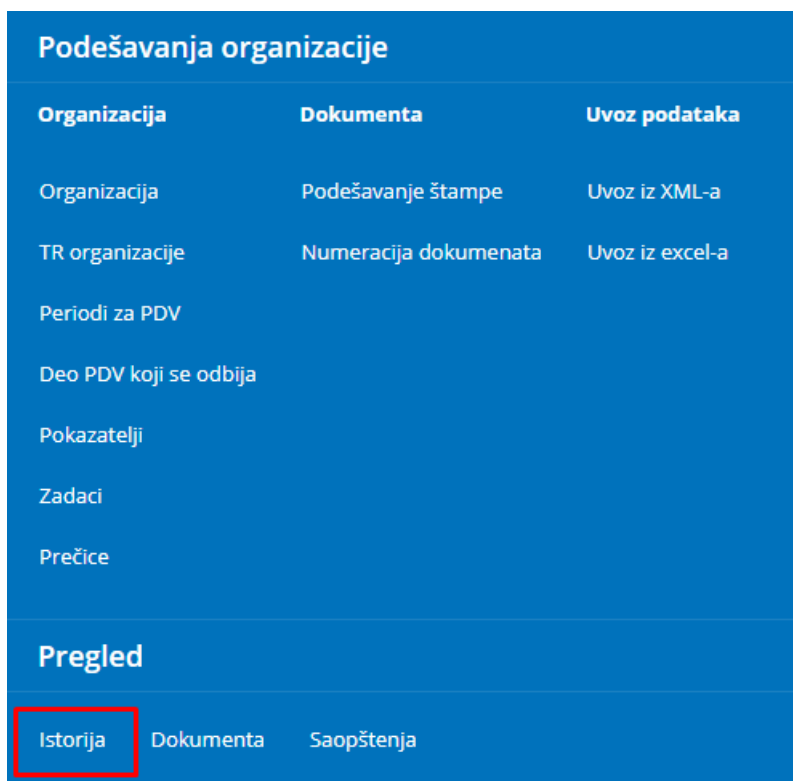 Podešavanja organizacije
Organizacija Dokumenta Uvoz podataka
Organizacija Podešavanje štampe Uvoz iz XML-a
TR organizacije Numeracija dokumenata Uvoz iz excel-a
Periodi za PDV
Deo PDV koji se odbija
Pokazatelji
Zadaci
Prečice
Pregled
Istorija Dokumenta Saopštenja